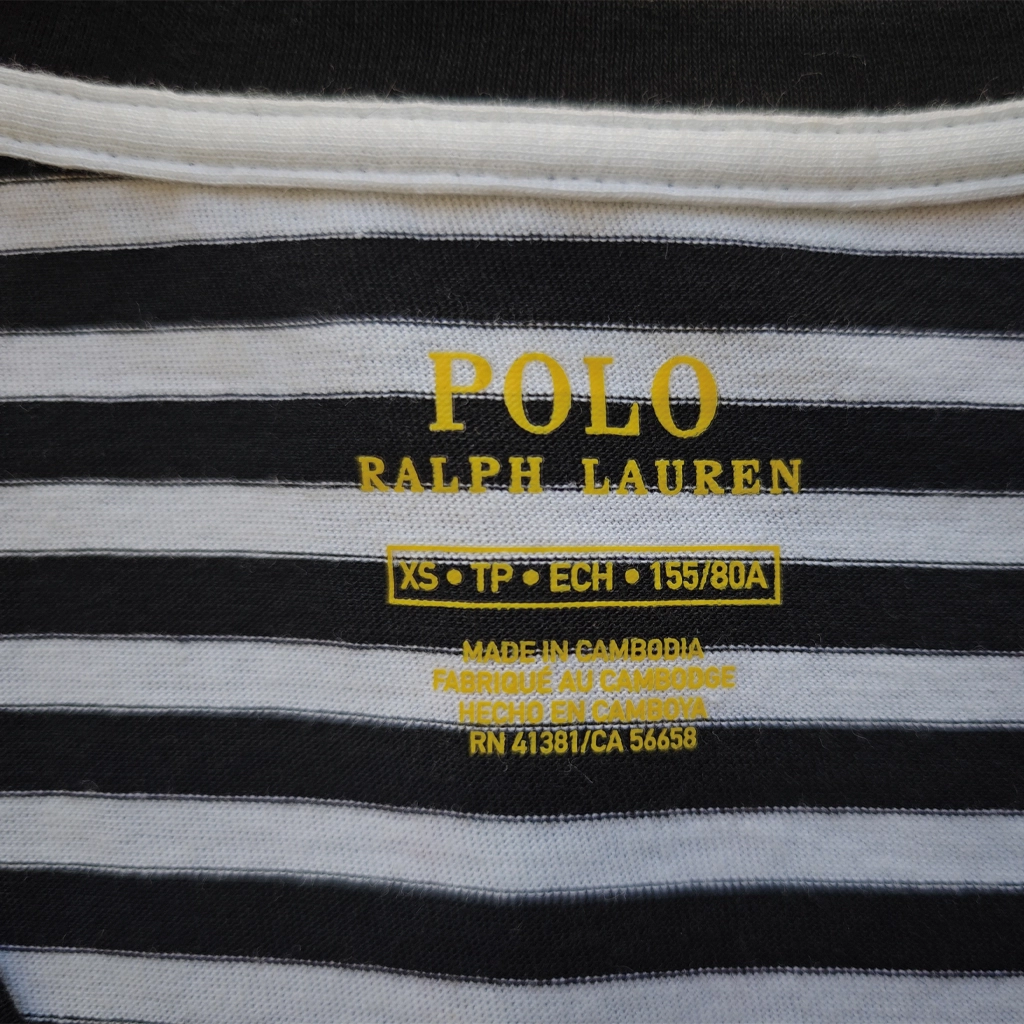 POLO
RALPH LAUREN
XS • TP • ECH • 155/80A
MADE IN CAMBODIA
FABRIQUÉ AU CAMBODGE
HECHO EN CAMBOYA
RN 41381/CA 56658